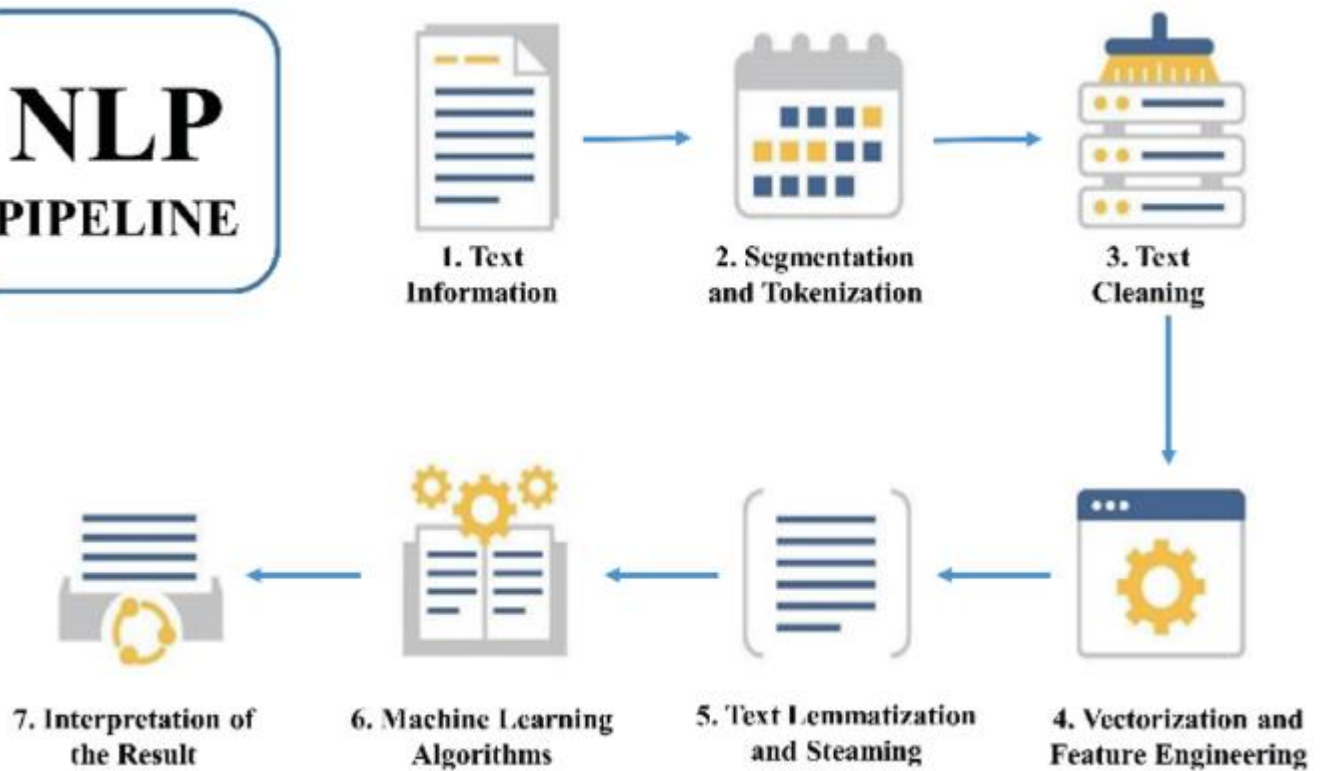 NLP
PIPELINE
1. Text
Information
2. Segmentation
and Tokenization
3. Text
Cleaning
4. Vectorization and
Feature Engineering
5. Text Lemmatization
and Steaming
6. Machine Learning
Algorithms
7. Interpretation of
the Result